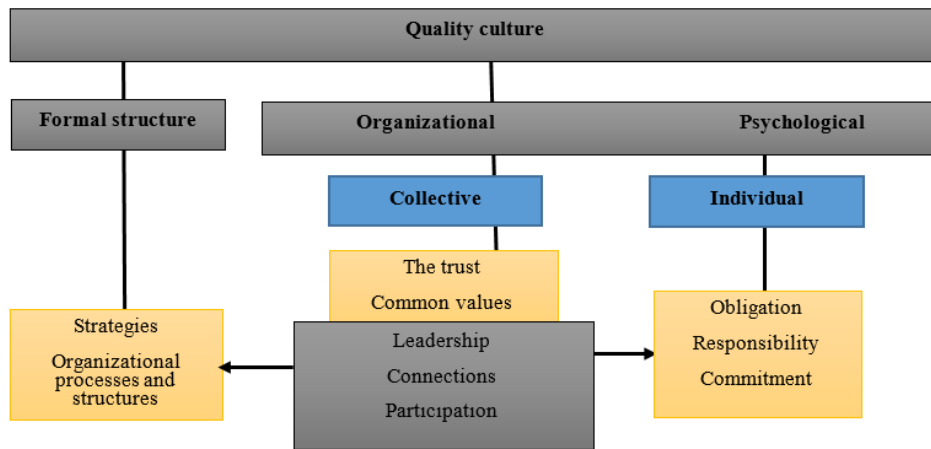 Quality culture
Formal structure
Organizational Psychological
Collective
Individual
The trust
Common values
Strategies
Organizational
processes and
structures
Leadership
Connections
Participation
Obligation
Responsibility
Commitment